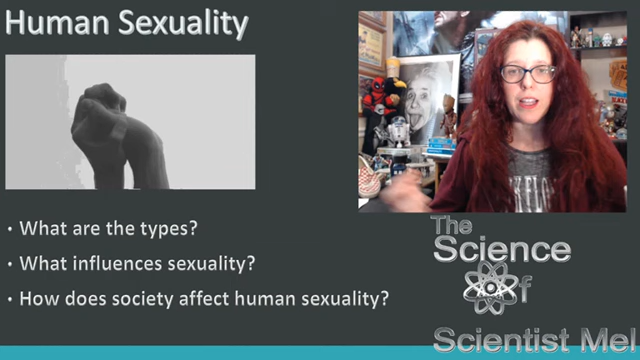 Human Sexuality
• What are the types?
• What influences sexuality?
• How does society affect human sexuality?
The
Science
of
Scientist Mel